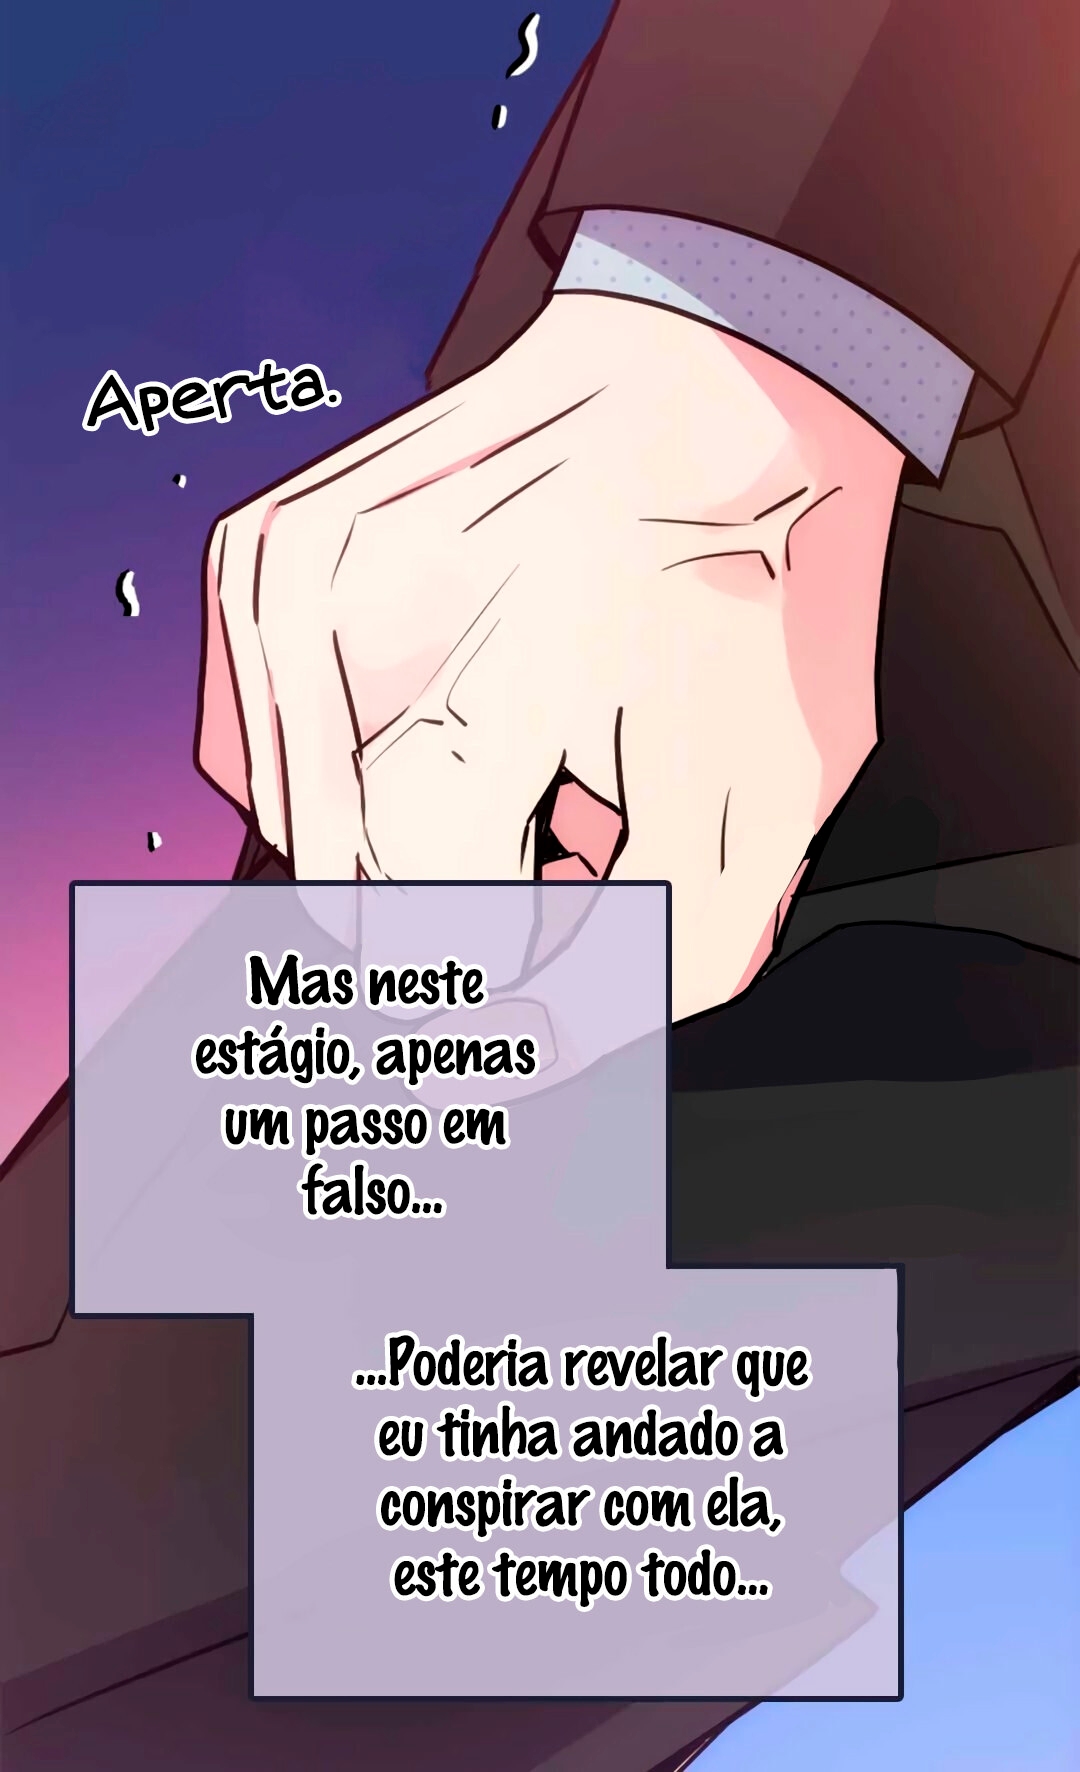 Aperta.
Mas neste
estágio, apenas
um passo em
falso...
...Poderia revelar que
eu tinha andado a
conspirar com ela,
este tempo todo...